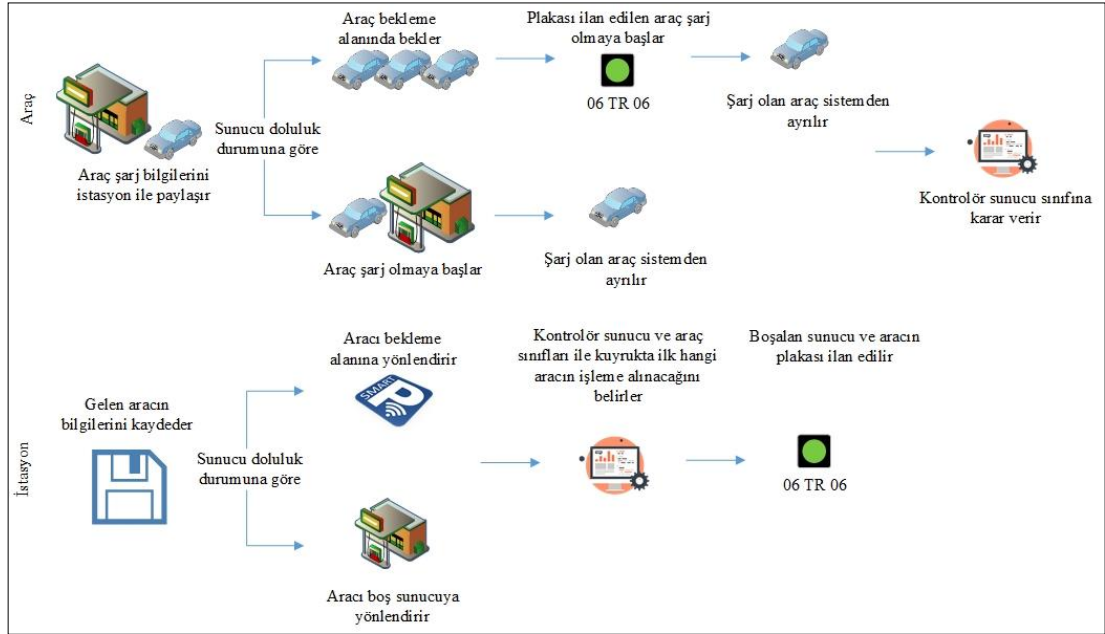 Araç
Araç şarj bilgilerini
istasyon ile paylaşır
Sunucu doluluk
durumuna göre
Araç bekleme
alanında bekler
Plakası ilan edilen araç şarj
olmaya başlar
06 TR 06
Şarj olan araç sistemden
ayrılır
Kontrolör sunucu sınıfına
karar verir
Araç şarj olmaya başlar
Şarj olan araç sistemden
ayrılır
İstasyon
Gelen aracın
bilgilerini kaydeder
Sunucu doluluk
durumuna göre
Aracı bekleme
alanına yönlendirir
SMART
P
Aracı boş sunucuya
yönlendirir
Kontrolör sunucu ve araç
sınıfları ile kuyrukta ilk hangi
aracın işleme alınacağını
belirler
Boşalan sunucu ve aracın
plakası ilan edilir
06 TR 06